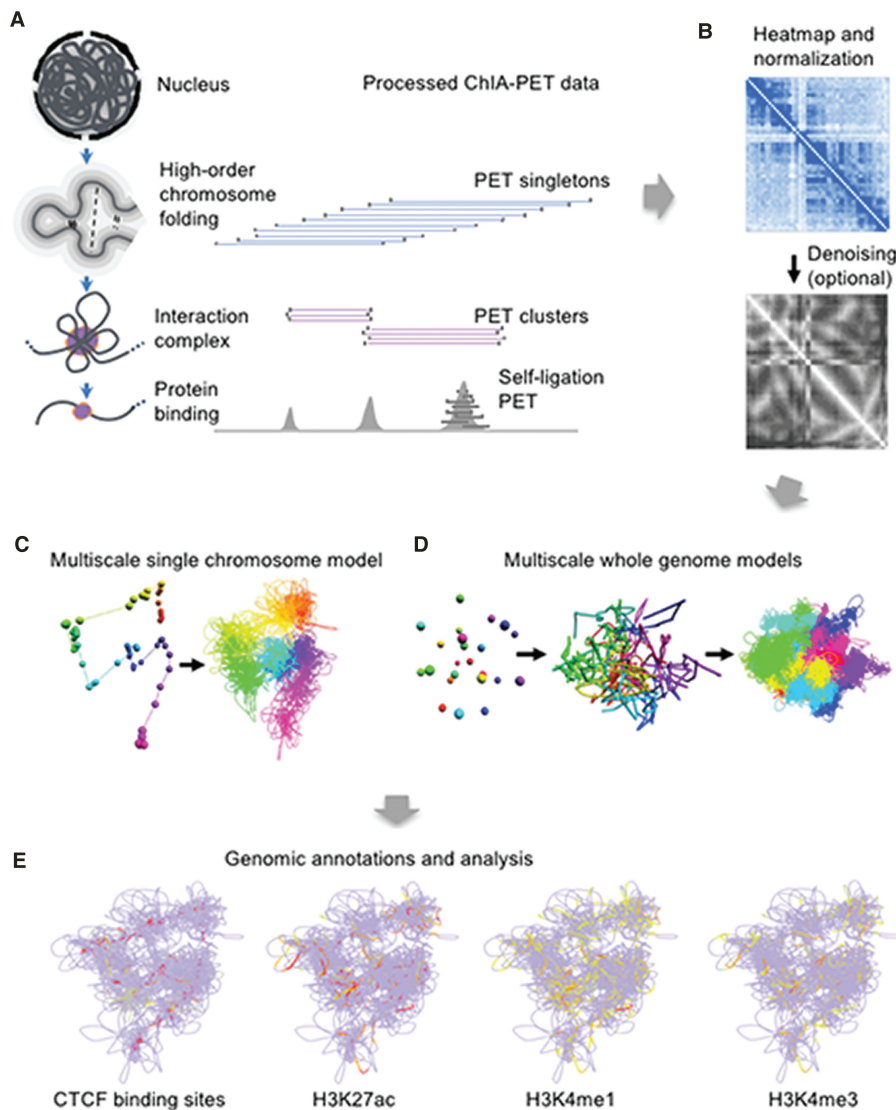 A
Nucleus
Processed ChIA-PET data
High-order
chromosome
folding
PET singletons
Interaction
complex
PET clusters
Protein
binding
Self-ligation
PET
B
Heatmap and
normalization
Denoising
(optional)
C
Multiscale single chromosome model
D
Multiscale whole genome models
E
Genomic annotations and analysis
CTCF binding sites
H3K27ac
H3K4me1
H3K4me3